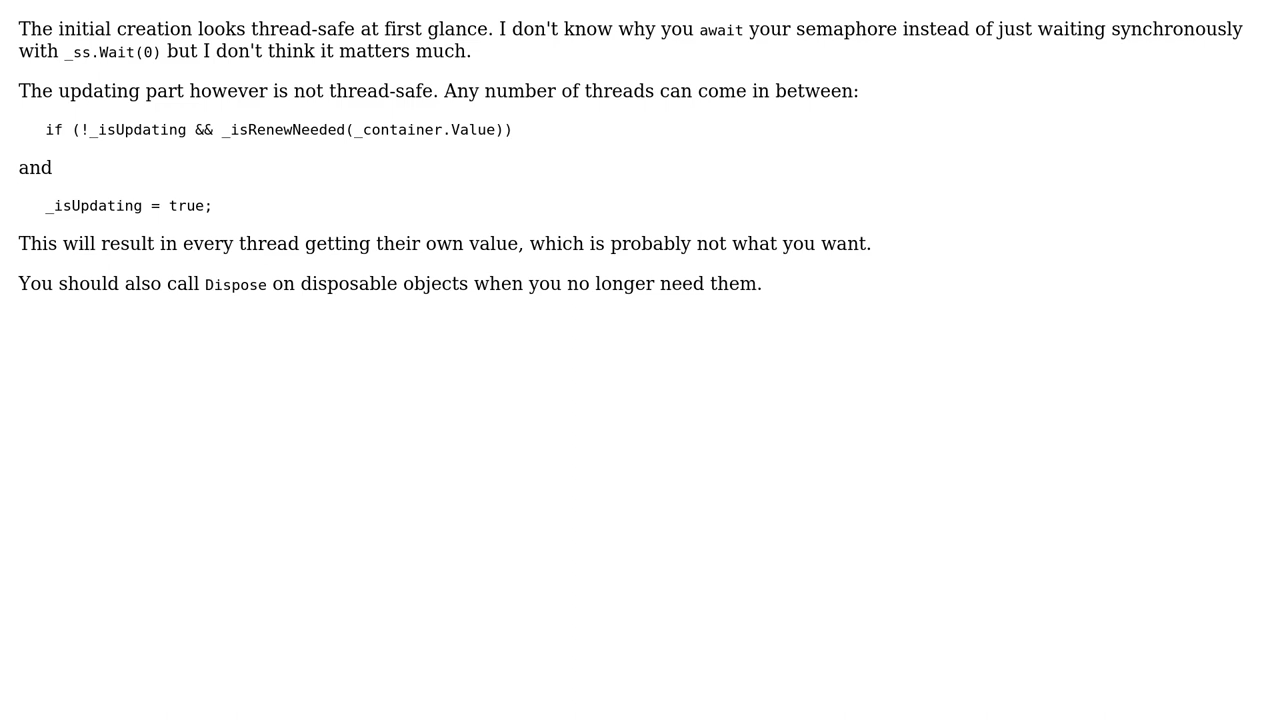 The initial creation looks thread-safe at first glance. I don't know why you await your semaphore instead of just waiting synchronously
with _ss.Wait(0) but I don't think it matters much.
The updating part however is not thread-safe. Any number of threads can come in between:
if (!_isUpdating && _isRenewNeeded(_container.Value))
and
_isUpdating = true;
This will result in every thread getting their own value, which is probably not what you want.
You should also call Dispose on disposable objects when you no longer need them.